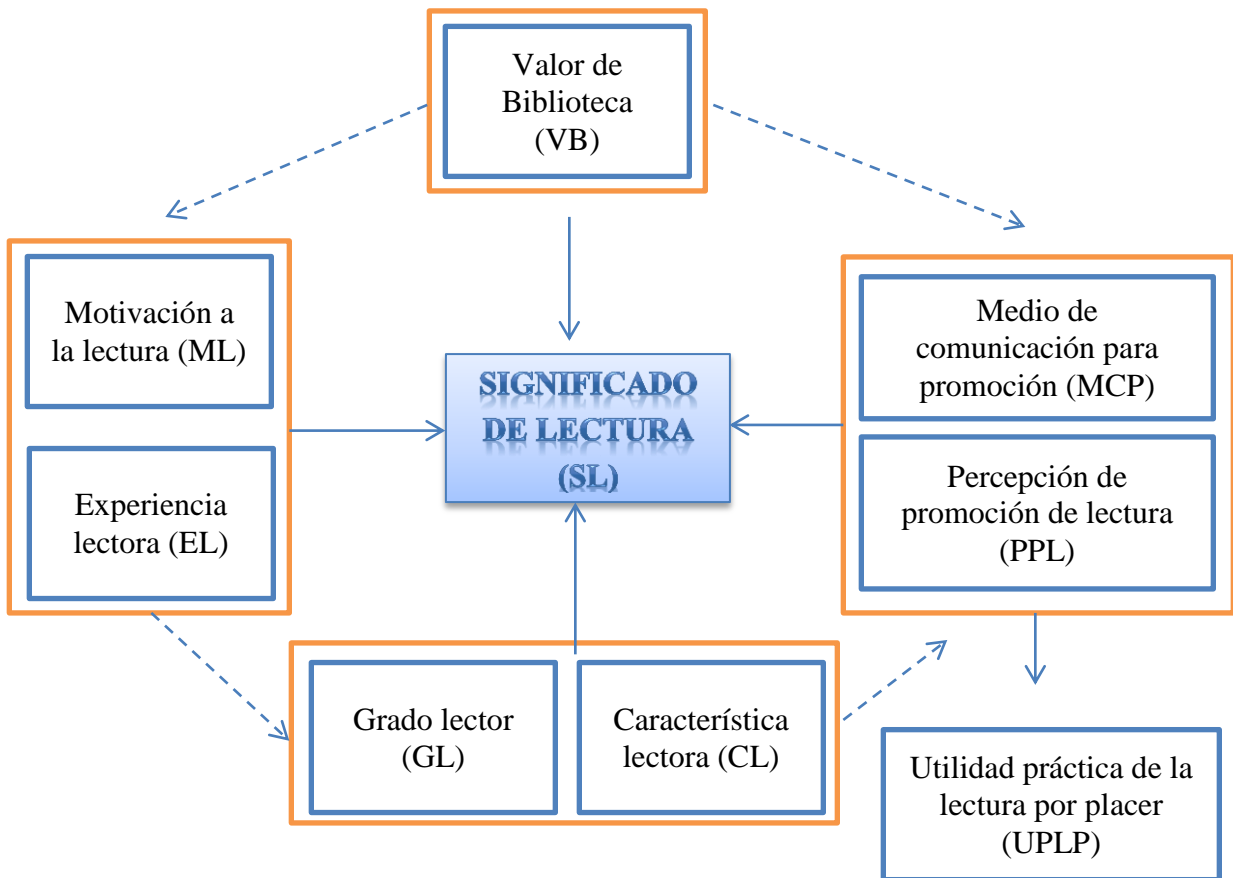 Valor de
Biblioteca
(VB)
Motivación a
la lectura (ML)
Experiencia
lectora (EL)
SIGNIFICADO
DE LECTURA
(SL)
Medio de
comunicación para
promoción (MCP)
Percepción de
promoción de lectura
(PPL)
Grado lector
(GL)
Característica
lectora (CL)
Utilidad práctica de la
lectura por placer
(UPLP)